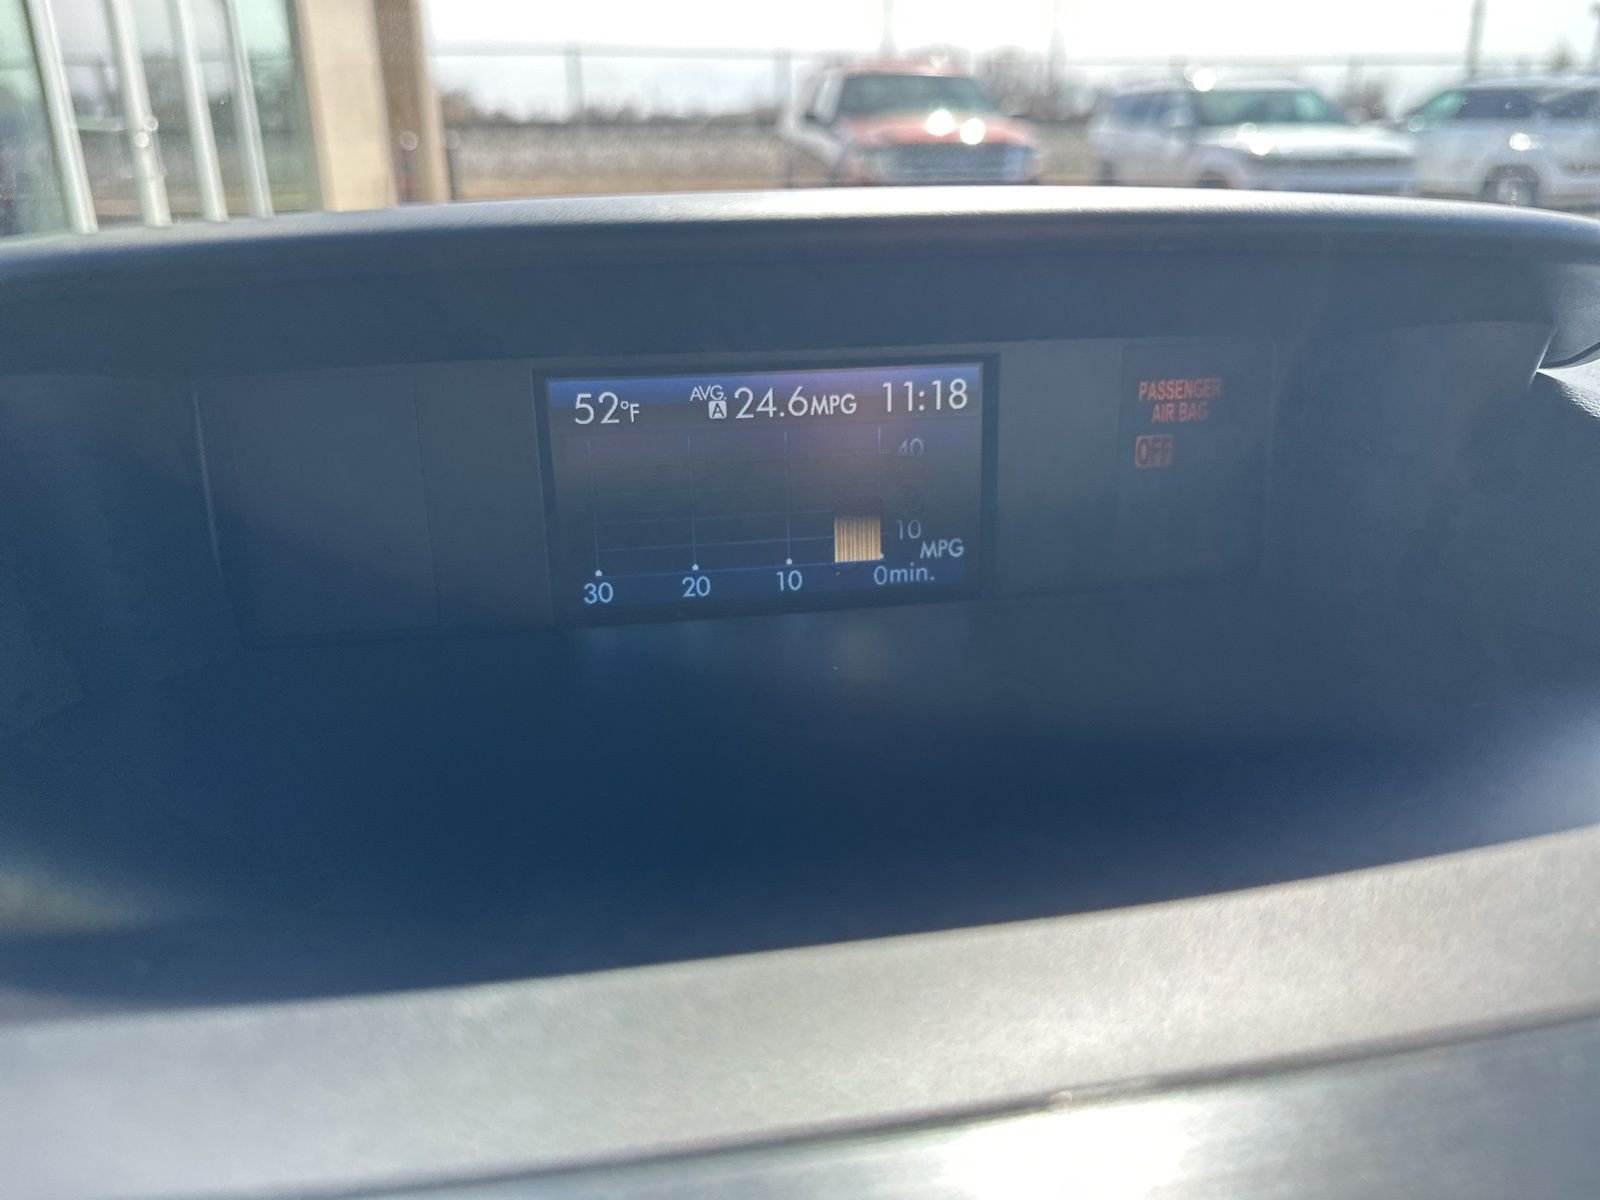 52°F AVG. A 24.6MPG 11:18
40
10
MPG
30 20 10 0min.
PASSENGER
AIR BAG
OFF